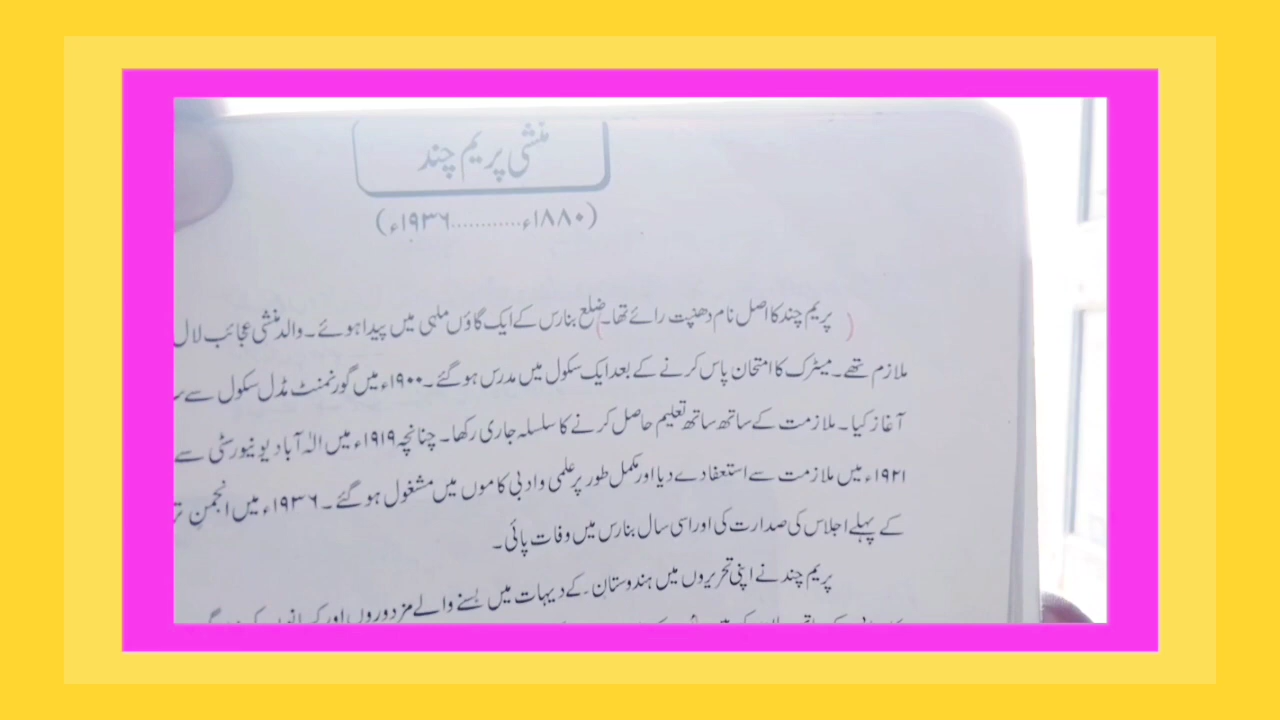 منشی پریم چند
(۱۸۸۰ء............۱۹۳۶ء)
پریم چند کا اصل نام دھنپت رائے تھا۔ ضلع بنارس کے ایک گاؤں ملہی میں پیدا ہوئے۔ والد منشی عجائب لال
ملازم تھے۔ میٹرک کا امتحان پاس کرنے کے بعد ایک سکول میں مدرس ہو گئے۔ ۱۹۰۰ء میں گورنمنٹ مڈل سکول سے
آغاز کیا۔ ملازمت کے ساتھ ساتھ تعلیم حاصل کرنے کا سلسلہ جاری رکھا۔ چنانچہ ۱۹۱۹ء میں الٰہ آباد یونیورسٹی سے
۱۹۲۱ء میں ملازمت سے استعفا دے دیا اور مکمل طور پر علمی و ادبی کاموں میں مشغول ہو گئے۔ ۱۹۳۶ء میں انجمنِ
کے پہلے اجلاس کی صدارت کی اور اسی سال بنارس میں وفات پائی۔
پریم چند نے اپنی تحریروں میں ہندوستان کے دیہات میں بسنے والے مزدوروں اور